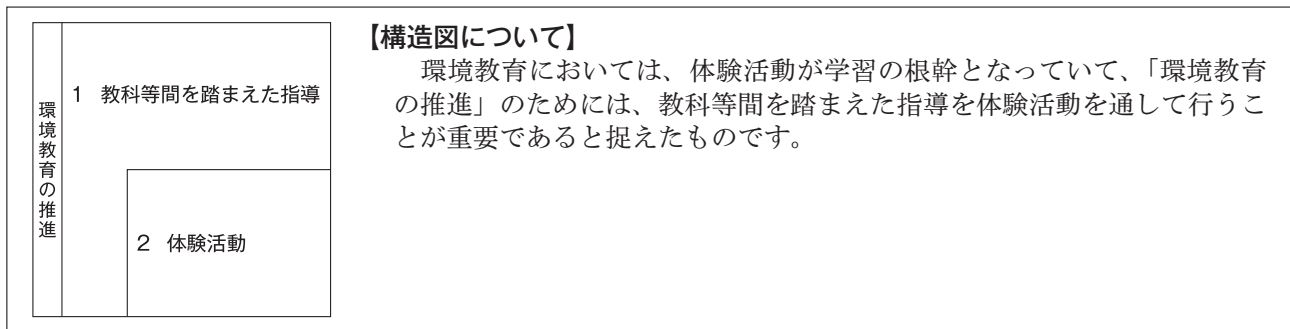 環境教育の推進
1 教科等間を踏まえた指導
2 体験活動
【構造図について】
環境教育においては、体験活動が学習の根幹となっていて、「環境教育
の推進」のためには、教科等間を踏まえた指導を体験活動を通して行うこ
とが重要であると捉えたものです。